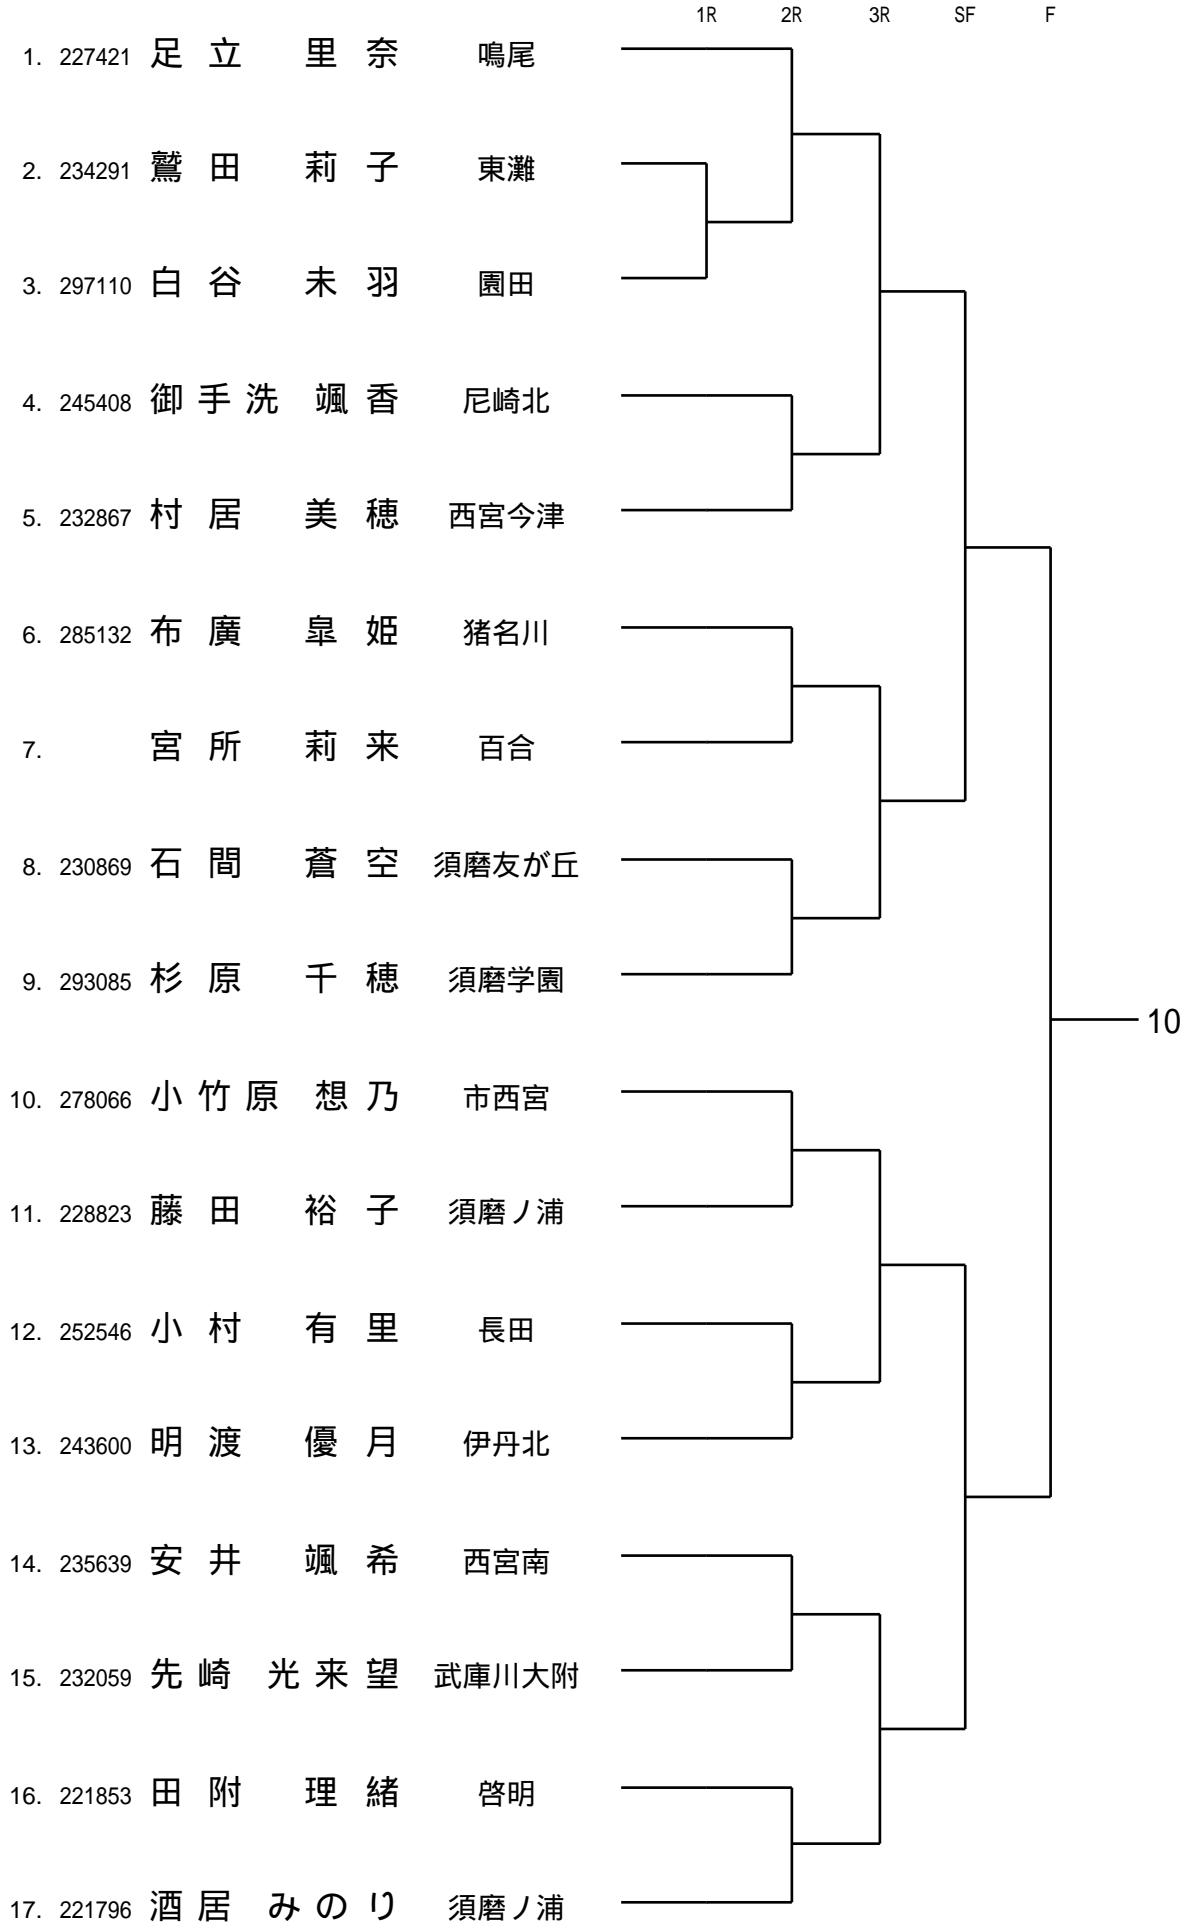 1R 2R 3R SF F
1. 227421 足立 里奈 鳴尾
2. 234291 鷲田 莉子 東灘
3. 297110 白谷 未羽 園田
4. 245408 御手洗 颯香 尼崎北
5. 232867 村居 美穂 西宮今津
6. 285132 布廣 皐姫 猪名川
7. 宮所 莉来 百合
8. 230869 石間 蒼空 須磨友が丘
9. 293085 杉原 千穂 須磨学園
10
10. 278066 小竹原 想乃 市西宮
11. 228823 藤田 裕子 須磨ノ浦
12. 252546 小村 有里 長田
13. 243600 明渡 優月 伊丹北
14. 235639 安井 颯希 西宮南
15. 232059 先崎 光来望 武庫川大附
16. 221853 田附 理緒 啓明
17. 221796 酒居 みのり 須磨ノ浦